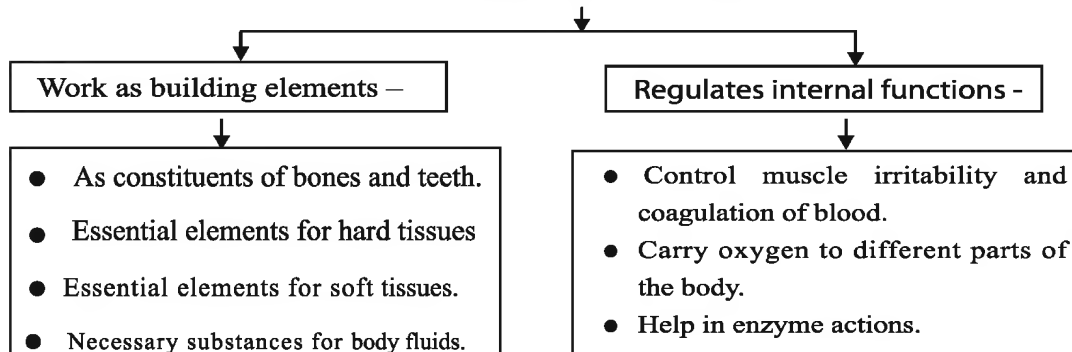 Work as building elements –
Regulates internal functions -
● As constituents of bones and teeth.
● Essential elements for hard tissues
● Essential elements for soft tissues.
● Necessary substances for body fluids.
● Control muscle irritability and
coagulation of blood.
● Carry oxygen to different parts of
the body.
● Help in enzyme actions.